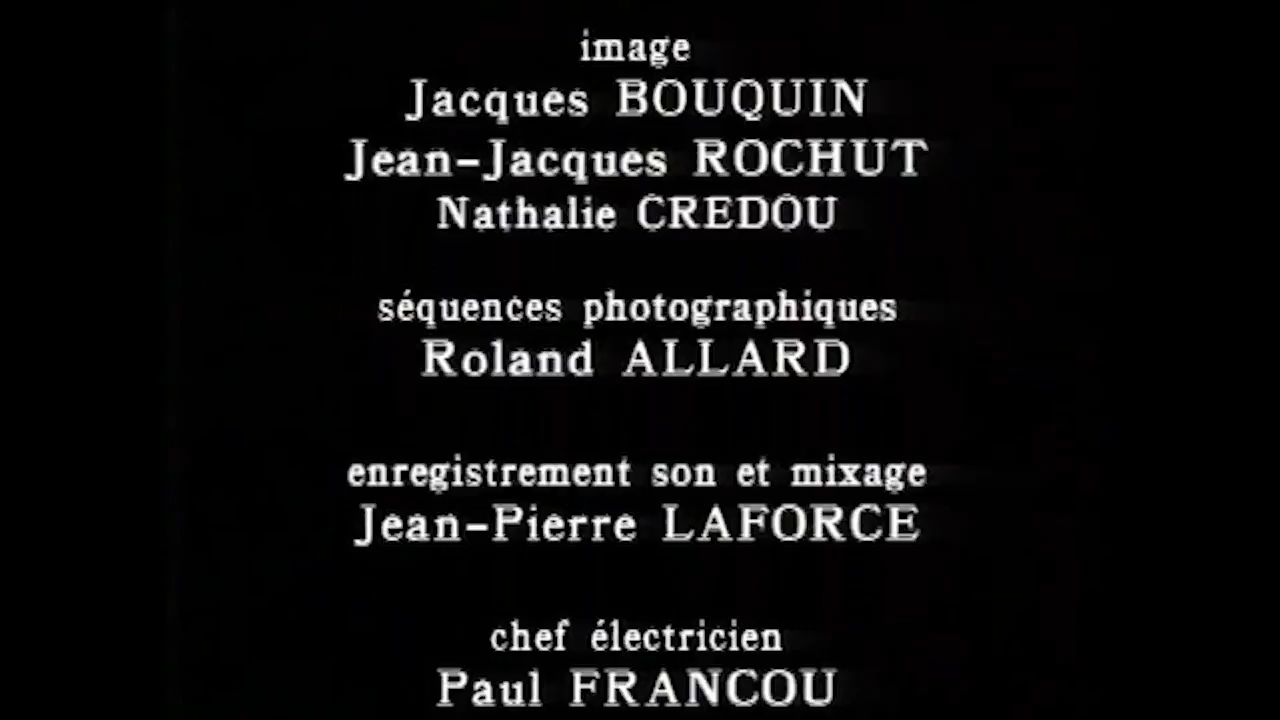 image
Jacques BOUQUIN
Jean-Jacques ROCHUT
Nathalie CREDOU
séquences photographiques
Roland ALLARD
enregistrement son et mixage
Jean-Pierre LAFORCE
chef électricien
Paul FRANCOU